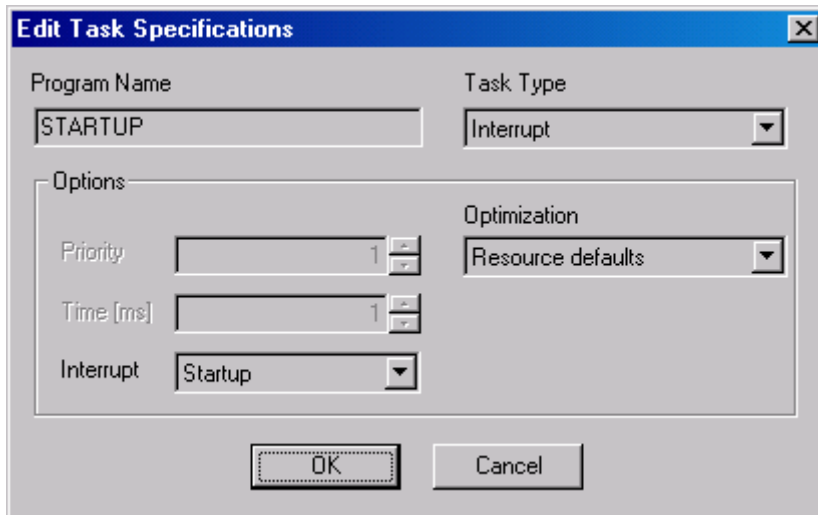 Edit Task Specifications
Program Name
Task Type
STARTUP
Interrupt
Options
Optimization
Priority
1
Resource defaults
Time [ms]
1
Interrupt
Startup
OK
Cancel